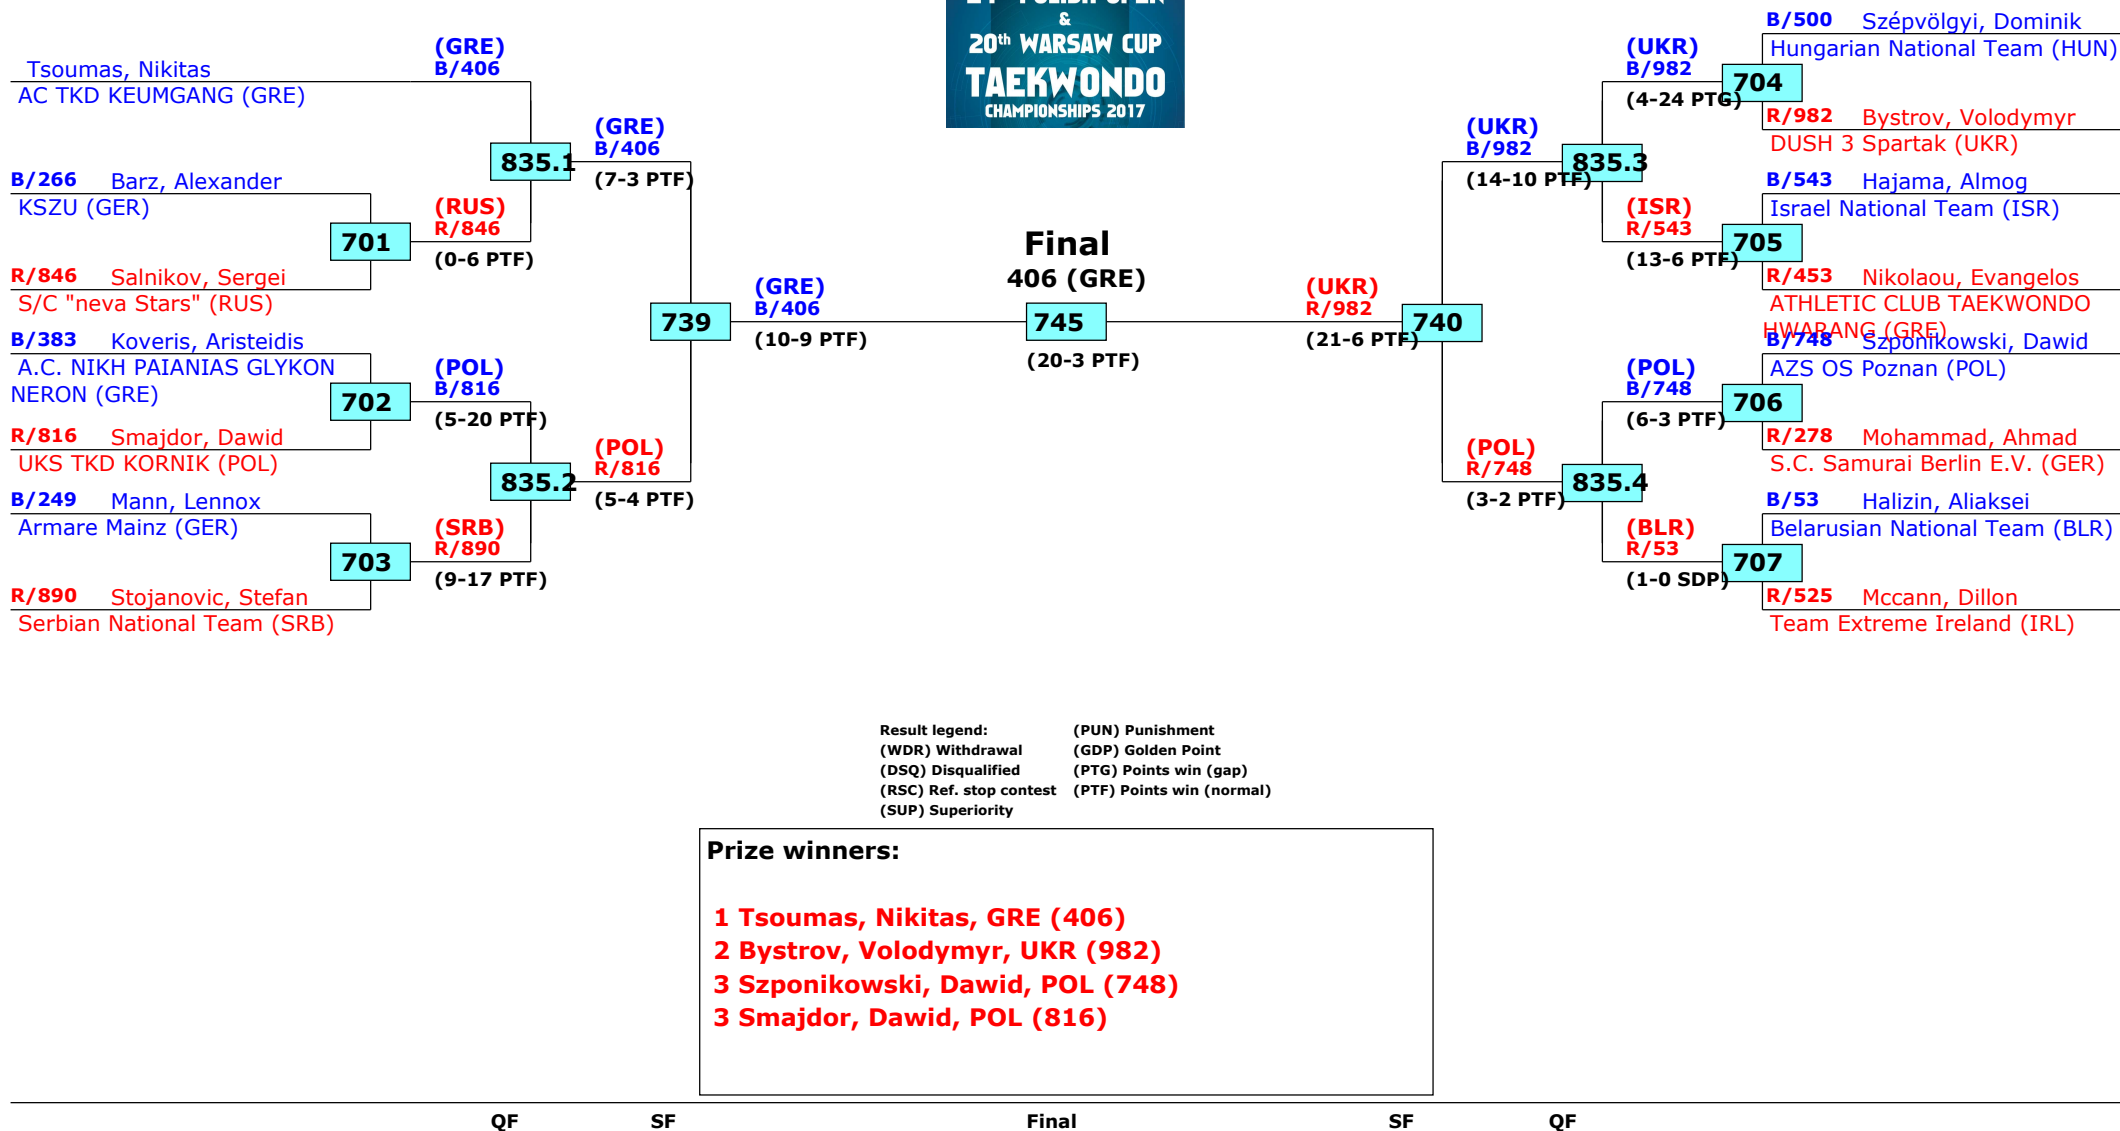 &
20th WARSAW CUP
TAEKWONDO
CHAMPIONSHIPS 2017
Tsoumas, Nikitas
AC TKD KEUMGANG (GRE)
(GRE)
B/406
835.1
(GRE)
B/406
(7-3 PTF)
B/266 Barz, Alexander
KSZU (GER)
701
(RUS)
R/846
(0-6 PTF)
R/846 Salnikov, Sergei
S/C "neva Stars" (RUS)
739
(GRE)
B/406
(10-9 PTF)
B/383 Koveris, Aristeidis
A.C. NIKH PAIANIAS GLYKON
NERON (GRE)
702
(POL)
B/816
(5-20 PTF)
R/816 Smajdor, Dawid
UKS TKD KORNIK (POL)
835.2
(POL)
R/816
(5-4 PTF)
B/249 Mann, Lennox
Armare Mainz (GER)
703
(SRB)
R/890
(9-17 PTF)
R/890 Stojanovic, Stefan
Serbian National Team (SRB)
Final
406 (GRE)
745
(20-3 PTF)
(UKR)
R/982
740
(21-6 PTF)
(UKR)
B/982
835.3
(14-10 PTF)
(UKR)
B/982
704
(4-24 PTG)
B/500 Szépvölgyi, Dominik
Hungarian National Team (HUN)
R/982 Bystrov, Volodymyr
DUSH 3 Spartak (UKR)
(ISR)
R/543
705
(13-6 PTF)
B/543 Hajama, Almog
Israel National Team (ISR)
R/453 Nikolaou, Evangelos
ATHLETIC CLUB TAEKWONDO
HWARANG (GRE)
(POL)
R/748
835.4
(3-2 PTF)
(POL)
B/748
706
(6-3 PTF)
B/748 Szponikowski, Dawid
AZS OS Poznan (POL)
R/278 Mohammad, Ahmad
S.C. Samurai Berlin E.V. (GER)
(BLR)
R/53
707
(1-0 SDP)
B/53 Halizin, Aliaksei
Belarusian National Team (BLR)
R/525 Mccann, Dillon
Team Extreme Ireland (IRL)
Result legend: (PUN) Punishment
(WDR) Withdrawal (GDP) Golden Point
(DSQ) Disqualified (PTG) Points win (gap)
(RSC) Ref. stop contest (PTF) Points win (normal)
(SUP) Superiority
Prize winners:
1 Tsoumas, Nikitas, GRE (406)
2 Bystrov, Volodymyr, UKR (982)
3 Szponikowski, Dawid, POL (748)
3 Smajdor, Dawid, POL (816)
QF SF Final SF QF